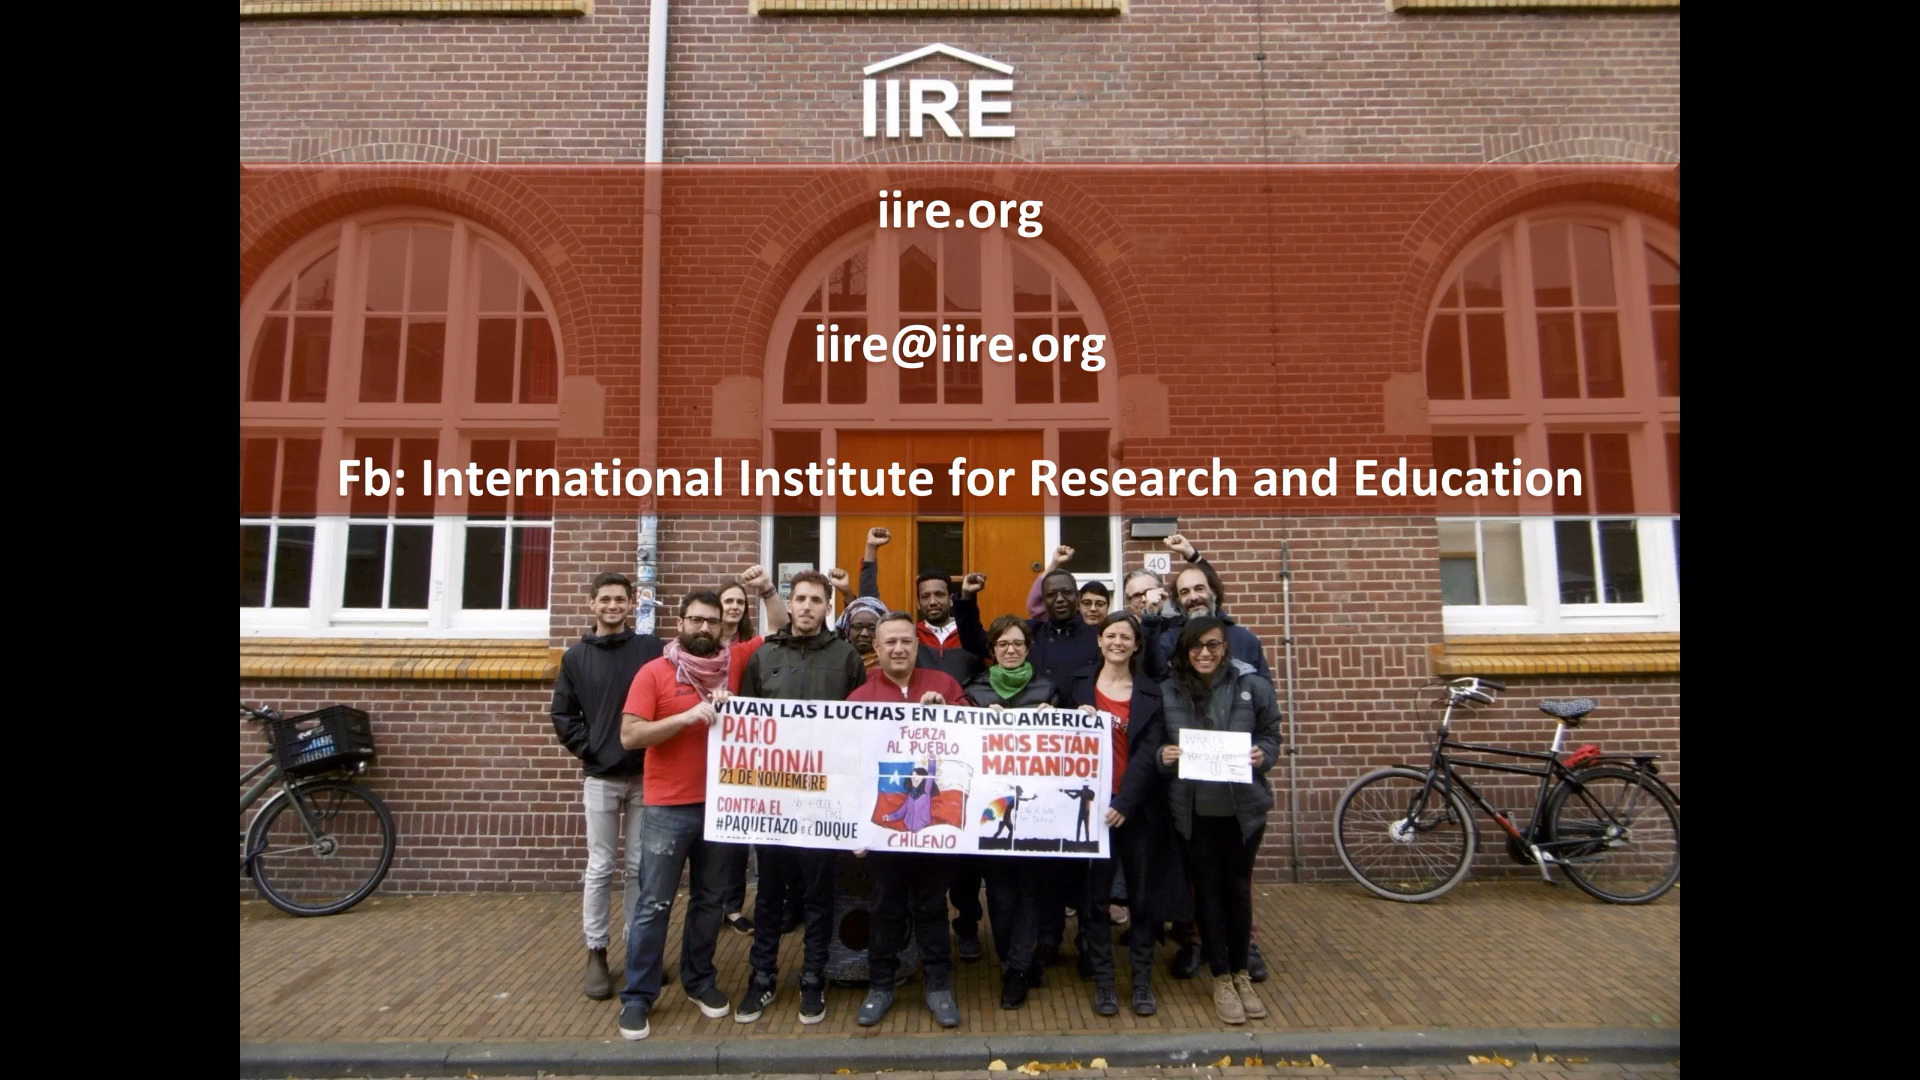 IIRE
iire.org
iire@iire.org
Fb: International Institute for Research and Education
40
VIVAN LAS LUCHAS EN LATINOAMÉRICA
PARO
NACIONAL
21 DE NOVIEMBRE
CONTRA EL
#PAQUETAZO DE DUQUE
FUERZA
AL PUEBLO
CHILENO
¡NOS ESTÁN
MATANDO!